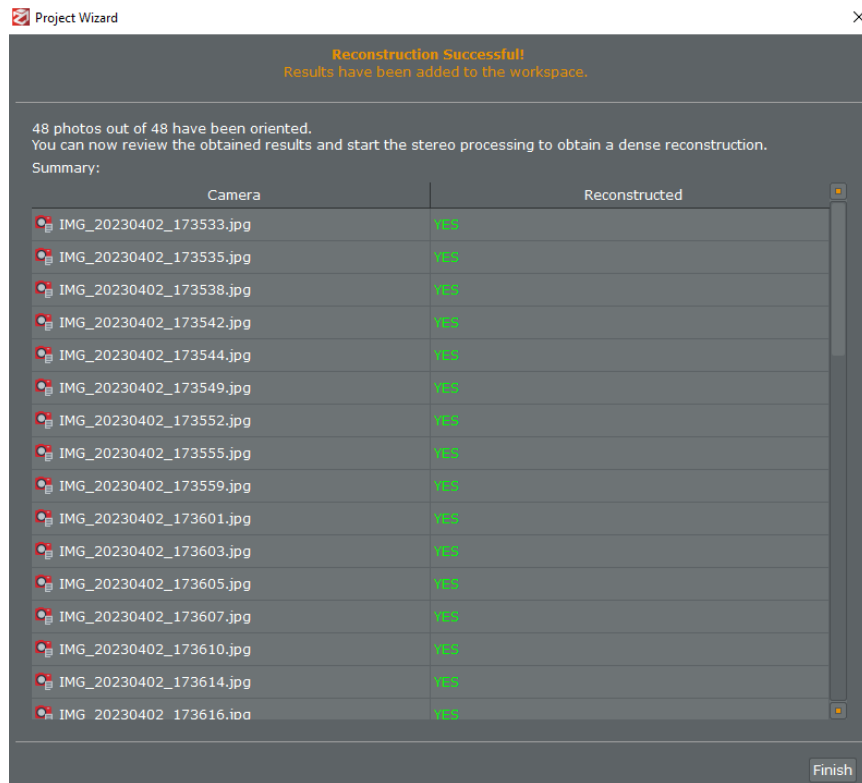 Project Wizard
Reconstruction Successful!
Results have been added to the workspace.
48 photos out of 48 have been oriented.
You can now review the obtained results and start the stereo processing to obtain a dense reconstruction.
Summary:
Camera Reconstructed
IMG_20230402_173533.jpg YES
IMG_20230402_173535.jpg YES
IMG_20230402_173538.jpg YES
IMG_20230402_173542.jpg YES
IMG_20230402_173544.jpg YES
IMG_20230402_173549.jpg YES
IMG_20230402_173552.jpg YES
IMG_20230402_173555.jpg YES
IMG_20230402_173559.jpg YES
IMG_20230402_173601.jpg YES
IMG_20230402_173603.jpg YES
IMG_20230402_173605.jpg YES
IMG_20230402_173607.jpg YES
IMG_20230402_173610.jpg YES
IMG_20230402_173614.jpg YES
IMG_20230402_173616.jpg YES
Finish